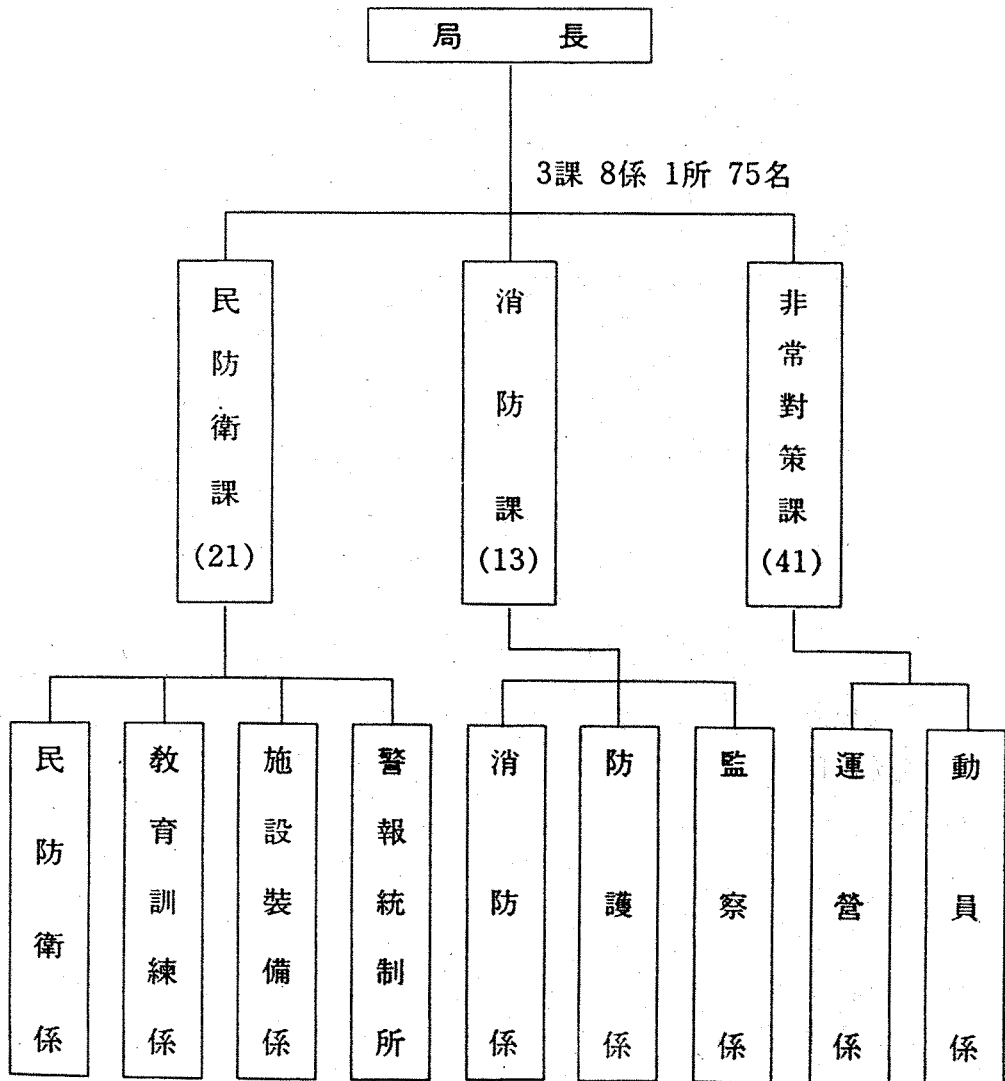 局長
3課 8係 1所 75名
民防衛課
(21)
消防課
(13)
非常對策課
(41)
民防衛係
敎育訓練係
施設裝備係
警報統制所
消防係
防護係
監察係
運營係
動員係